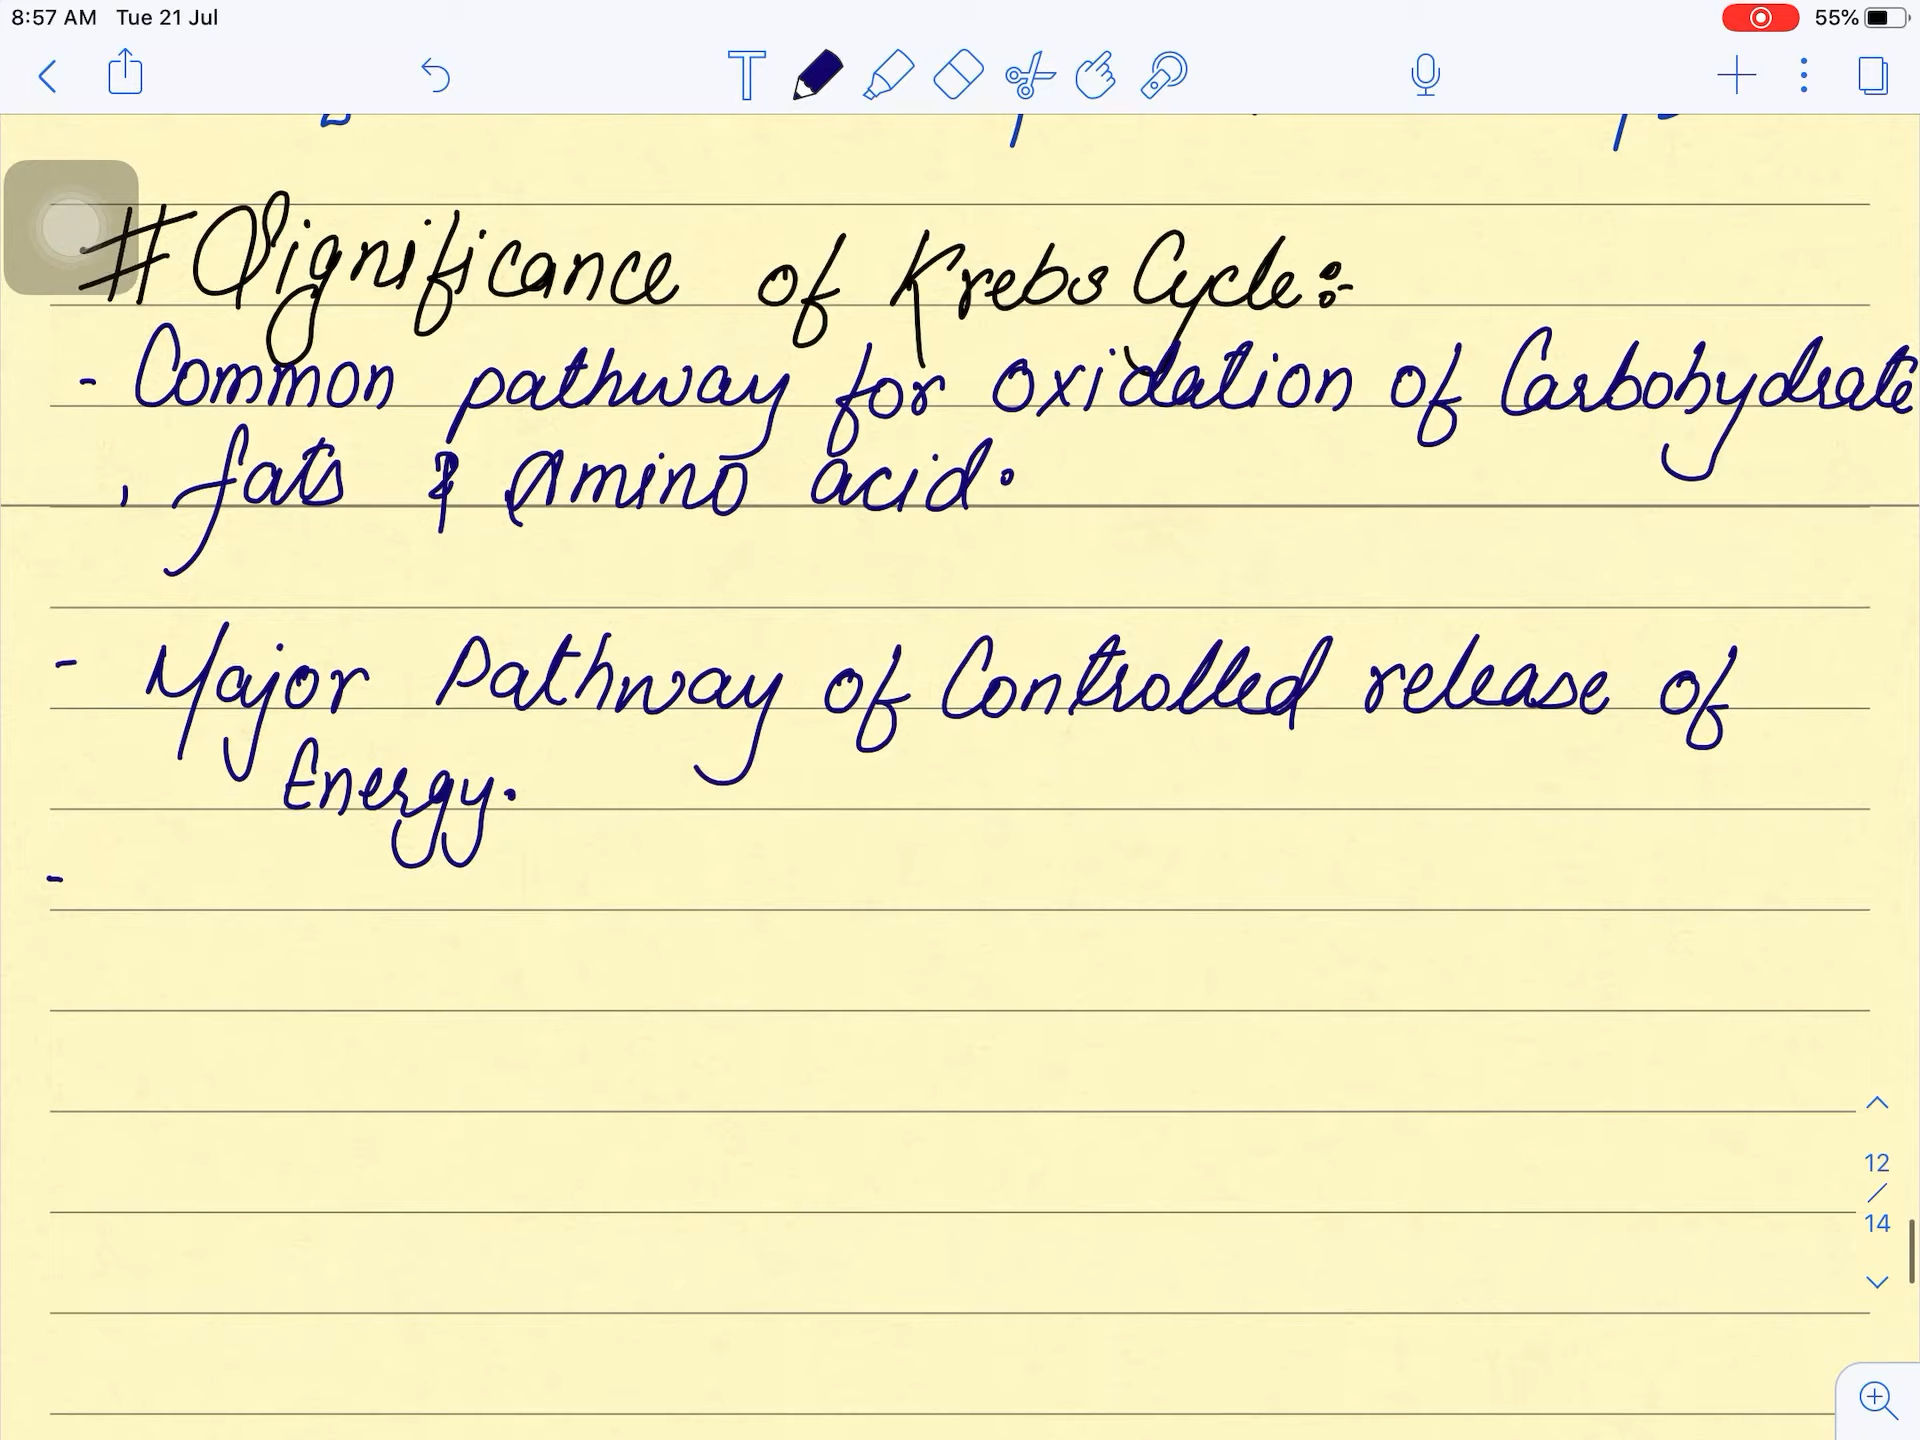 8:57 AM Tue 21 Jul 55%
# Significance of Krebs Cycle:-
- Common pathway for oxidation of Carbohydrate
, fats & Amino acid.
- Major Pathway of Controlled release of
Energy.
-
12
/
14